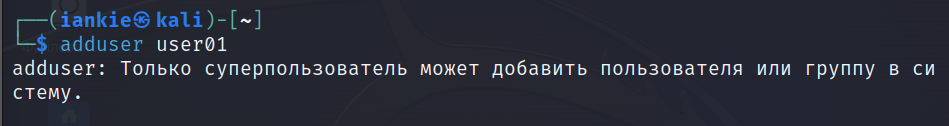 ┌──(iankie㉿kali)-[~]
└─$ adduser user01
adduser: Только суперпользователь может добавить пользователя или группу в си
стему.